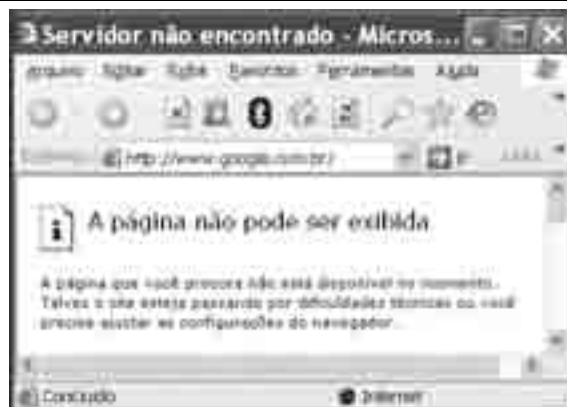 Servidor não encontrado - Micros...
Arquivo Editar Exibir Favoritos Ferramentas Ajuda
http://www.google.com.br/
A página não pode ser exibida
A página que você procura não está disponível no momento.
Talvez o site esteja passando por dificuldades técnicas ou você
precise ajustar as configurações do navegador.
Concluído Internet